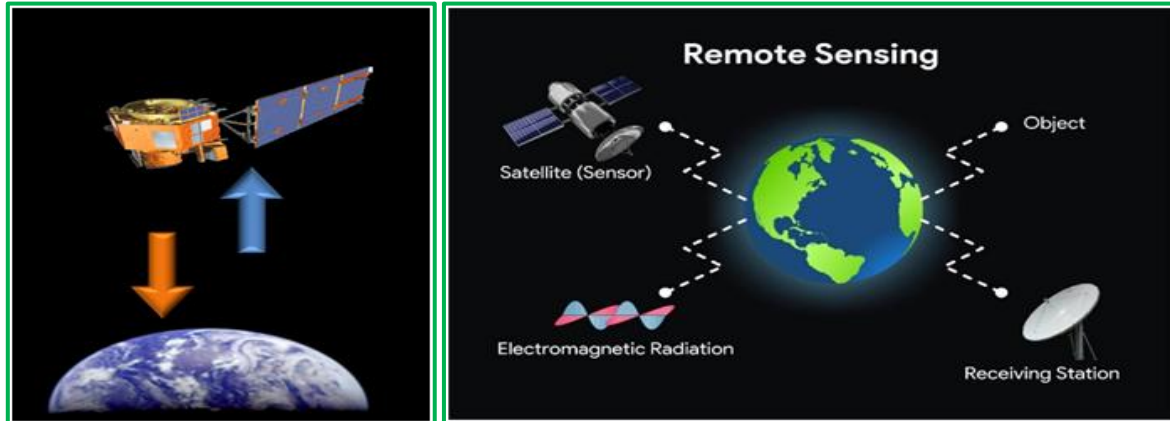 Remote Sensing
Object
Satellite (Sensor)
Electromagnetic Radiation
Receiving Station